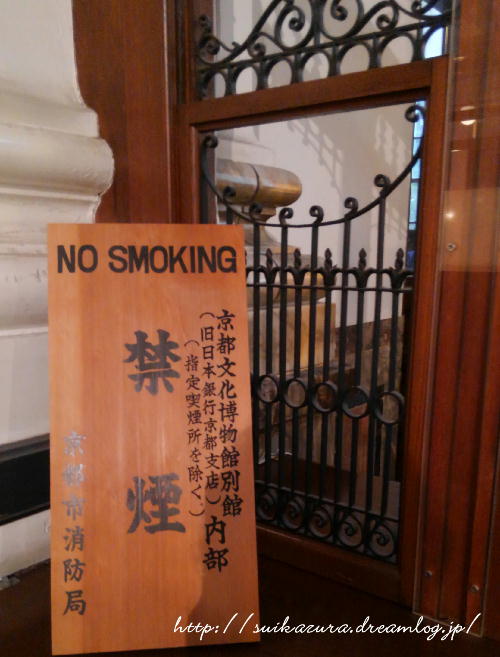 NO SMOKING
京都文化博物館別館内部
(旧日本銀行京都支店)
(指定喫煙所を除く。)
禁煙
京都市消防局
http://suikazura.dreamlog.jp/